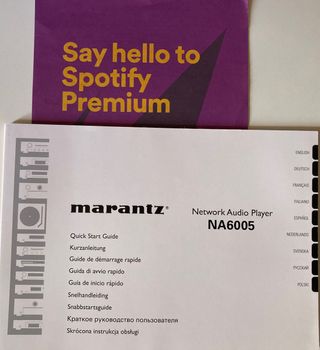 Say hello to
Spotify
Premium
marantz®
Network Audio Player
NA6005
Quick Start Guide
Kurzanleitung
Guide de démarrage rapide
Guida di avvio rapido
Guía de inicio rápido
Snelhandleiding
Snabbstartsguide
Краткое руководство пользователя
Skrócona instrukcja obsługi
ENGLISH
DEUTSCH
FRANÇAIS
ITALIANO
ESPAÑOL
NEDERLANDS
SVENSKA
РУССКИЙ
POLSKI